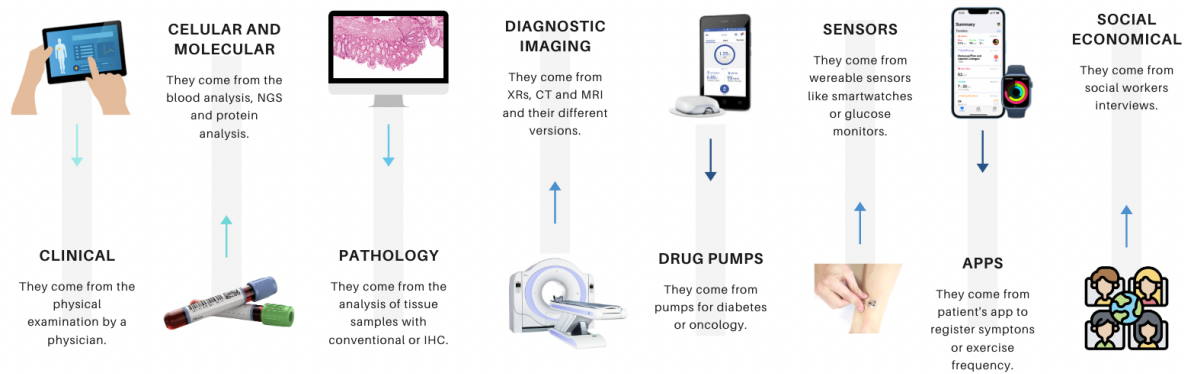 CLINICAL
They come from the
physical
examination by a
physician.
CELULAR AND
MOLECULAR
They come from the
blood analysis, NGS
and protein
analysis.
PATHOLOGY
They come from the
analysis of tissue
samples with
conventional or IHC.
DIAGNOSTIC
IMAGING
They come from
XRs, CT and MRI
and their different
versions.
DRUG PUMPS
They come from
pumps for diabetes
or oncology.
SENSORS
They come from
wereable sensors
like smartwatches
or glucose
monitors.
Summary
APPS
They come from
patient's app to
register symptons
or exercise
frequency.
SOCIAL
ECONOMICAL
They come from
social workers
interviews.